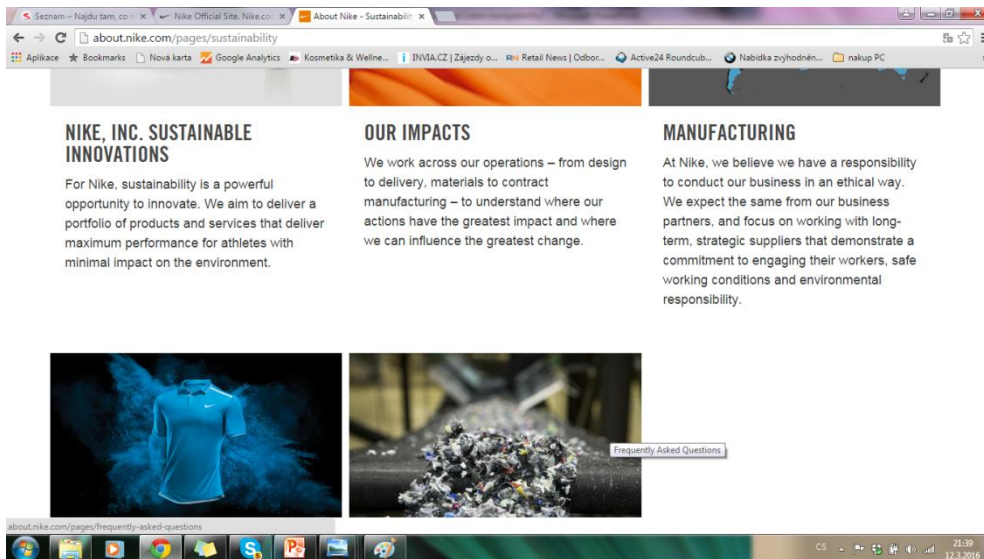 Seznam – Najdu tam, co
Nike Official Site. Nike.co
About Nike - Sustainabilit
about.nike.com/pages/sustainability
Aplikace
Bookmarks
Nová karta
Google Analytics
Kosmetika & Wellne...
INVIA.CZ | Zájezdy o...
RN Retail News | Odbor...
Active24 Roundcub...
Nabídka zvýhodněn...
nakup PC
NIKE, INC. SUSTAINABLE
INNOVATIONS
For Nike, sustainability is a powerful
opportunity to innovate. We aim to deliver a
portfolio of products and services that deliver
maximum performance for athletes with
minimal impact on the environment.
OUR IMPACTS
We work across our operations – from design
to delivery, materials to contract
manufacturing – to understand where our
actions have the greatest impact and where
we can influence the greatest change.
MANUFACTURING
At Nike, we believe we have a responsibility
to conduct our business in an ethical way.
We expect the same from our business
partners, and focus on working with long-
term, strategic suppliers that demonstrate a
commitment to engaging their workers, safe
working conditions and environmental
responsibility.
Frequently Asked Questions
about.nike.com/pages/frequently-asked-questions
CS
21:39
12.3.2016